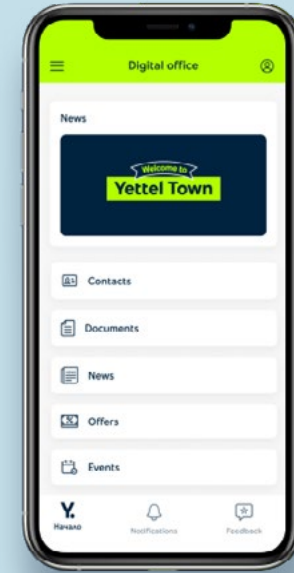 Digital office
News
Welcome to
Yettel Town
Contacts
Documents
News
Offers
Events
Y.
Начало
Notifications
Feedback